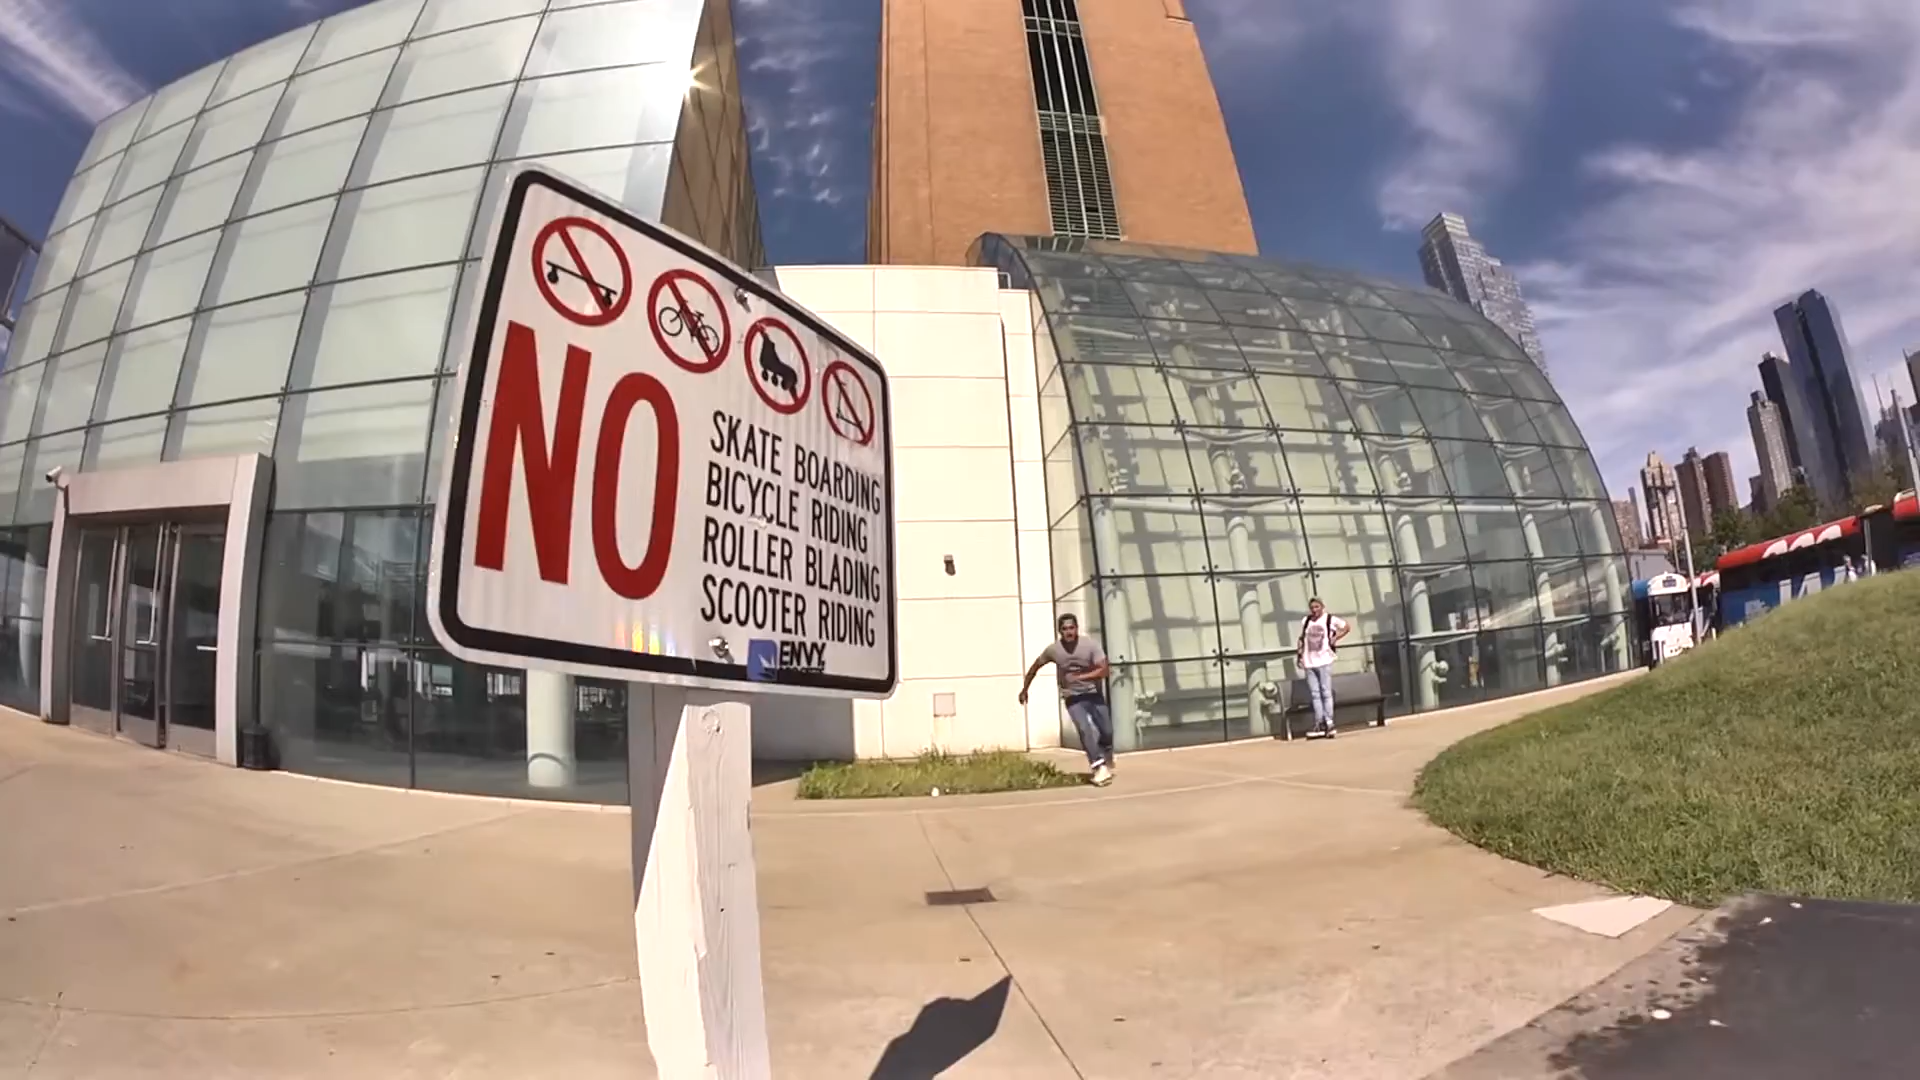 NO
SKATE BOARDING
BICYCLE RIDING
ROLLER BLADING
SCOOTER RIDING
ENVY